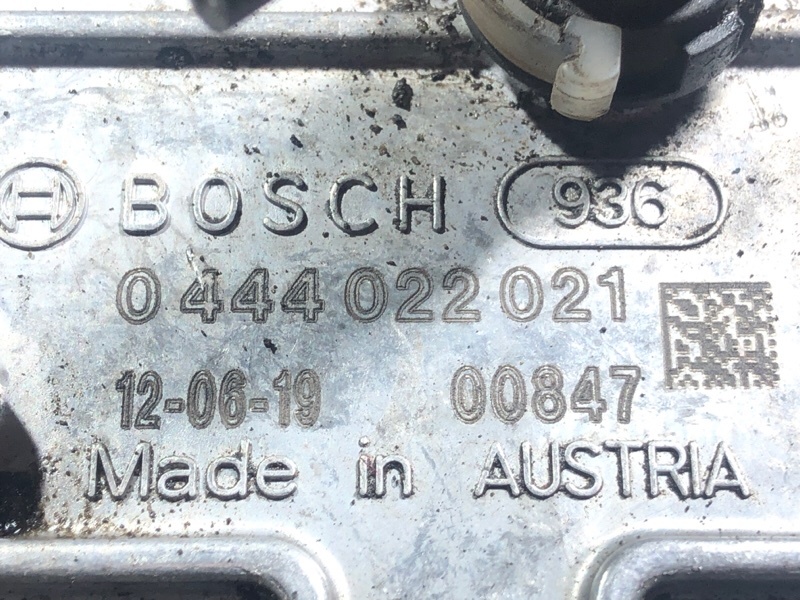 BOSCH 936
0 444 022 021
12-06-19 00847
Made in AUSTRIA